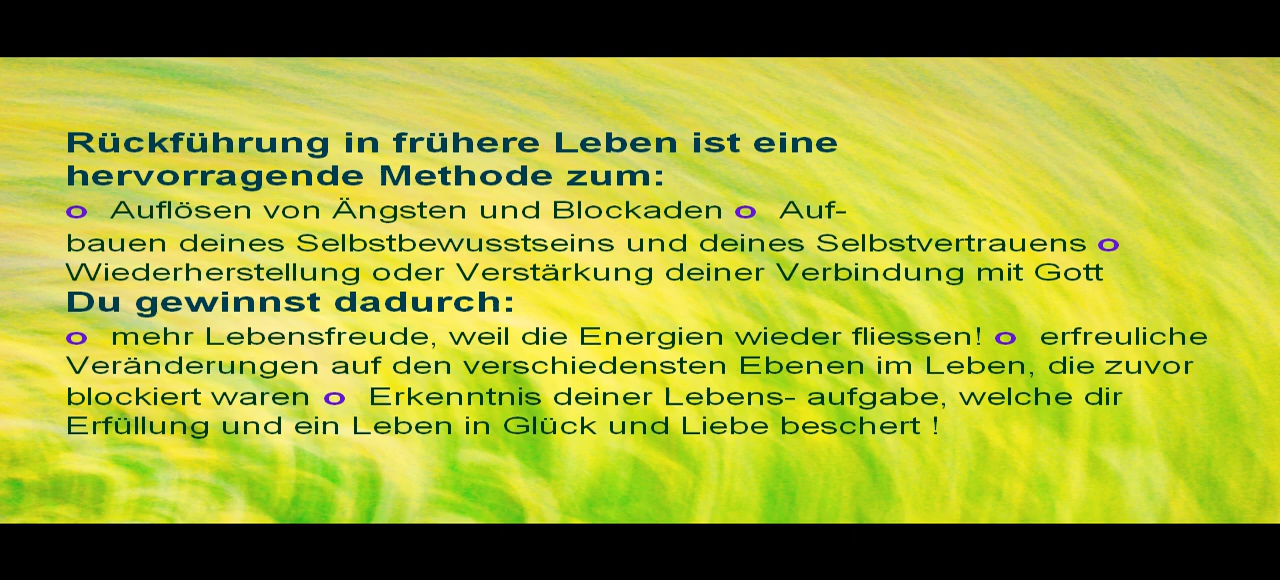 Rückführung in frühere Leben ist eine
hervorragende Methode zum:
o Auflösen von Ängsten und Blockaden o Auf-
bauen deines Selbstbewusstseins und deines Selbstvertrauens o
Wiederherstellung oder Verstärkung deiner Verbindung mit Gott
Du gewinnst dadurch:
o mehr Lebensfreude, weil die Energien wieder fliessen! o erfreuliche
Veränderungen auf den verschiedensten Ebenen im Leben, die zuvor
blockiert waren o Erkenntnis deiner Lebens- aufgabe, welche dir
Erfüllung und ein Leben in Glück und Liebe beschert !